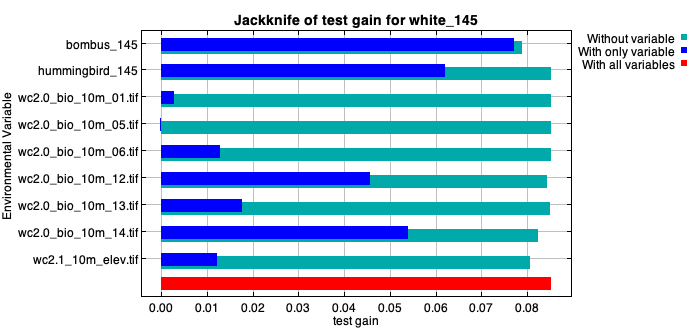 Jackknife of test gain for white_145
Without variable
With only variable
With all variables
Environmental Variable
bombus_145
hummingbird_145
wc2.0_bio_10m_01.tif
wc2.0_bio_10m_05.tif
wc2.0_bio_10m_06.tif
wc2.0_bio_10m_12.tif
wc2.0_bio_10m_13.tif
wc2.0_bio_10m_14.tif
wc2.1_10m_elev.tif
0.00 0.01 0.02 0.03 0.04 0.05 0.06 0.07 0.08
test gain